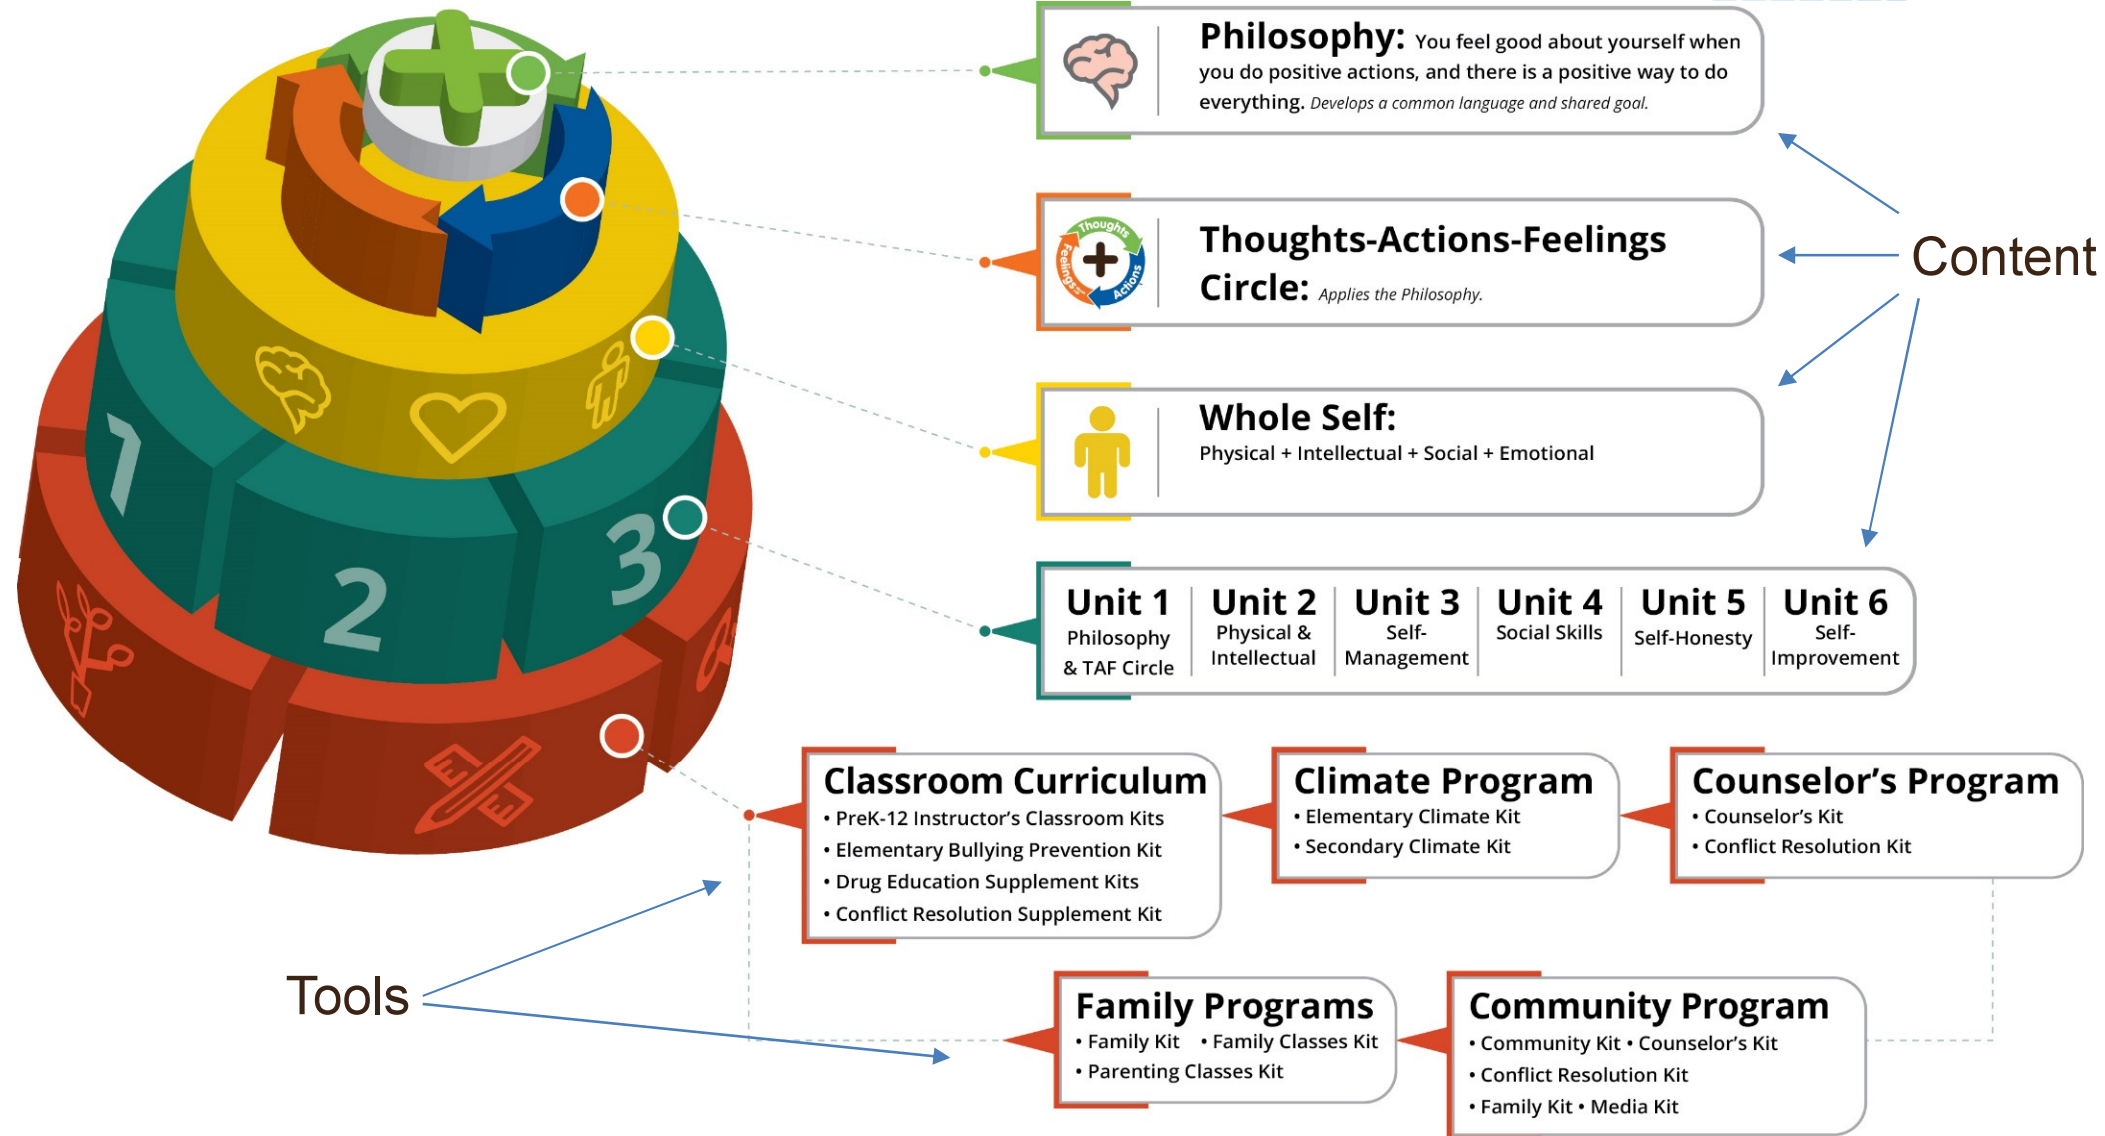 Philosophy: You feel good about yourself when
you do positive actions, and there is a positive way to do
everything. Develops a common language and shared goal.
Thoughts
Actions
Feelings
Thoughts-Actions-Feelings
Circle: Applies the Philosophy.
Content
Whole Self:
Physical + Intellectual + Social + Emotional
1
2
3
Unit 1
Philosophy
& TAF Circle
Unit 2
Physical &
Intellectual
Unit 3
Self-
Management
Unit 4
Social Skills
Unit 5
Self-Honesty
Unit 6
Self-
Improvement
Classroom Curriculum
• PreK-12 Instructor’s Classroom Kits
• Elementary Bullying Prevention Kit
• Drug Education Supplement Kits
• Conflict Resolution Supplement Kit
Climate Program
• Elementary Climate Kit
• Secondary Climate Kit
Counselor’s Program
• Counselor’s Kit
• Conflict Resolution Kit
Tools
Family Programs
• Family Kit • Family Classes Kit
• Parenting Classes Kit
Community Program
• Community Kit • Counselor’s Kit
• Conflict Resolution Kit
• Family Kit • Media Kit